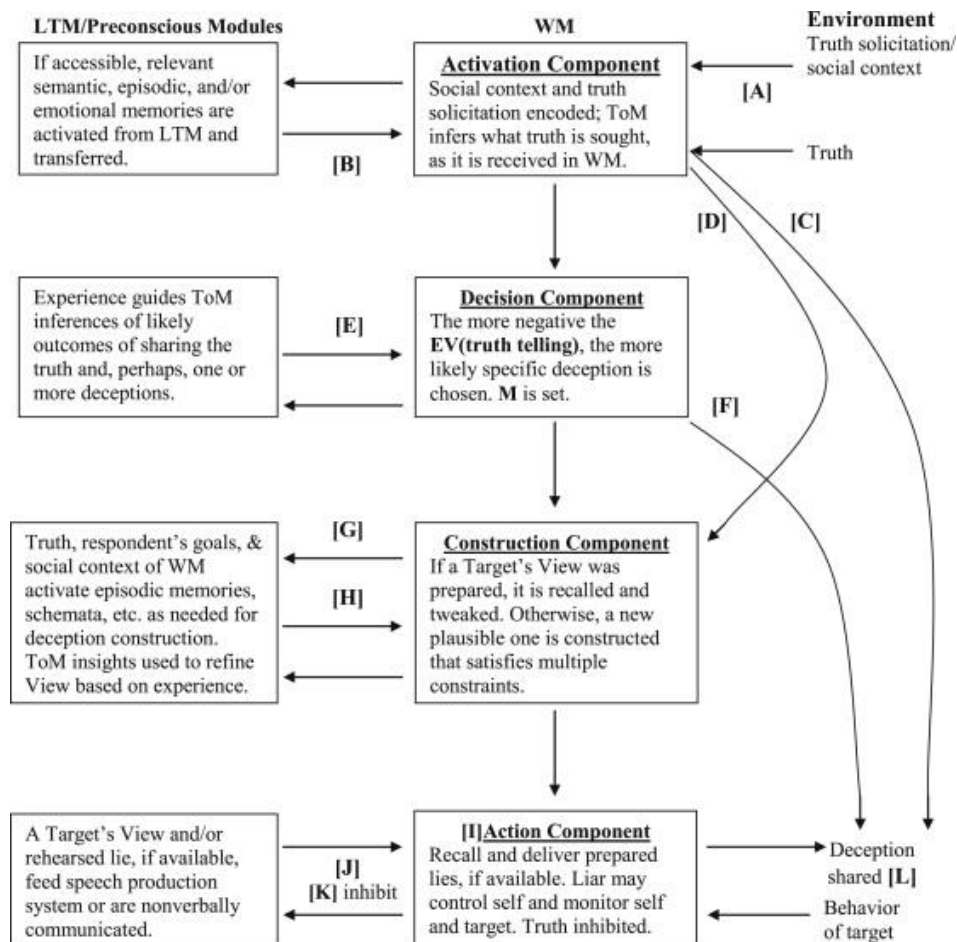 LTM/Preconscious Modules
WM
Environment
Truth solicitation/
social context
If accessible, relevant
semantic, episodic, and/or
emotional memories are
activated from LTM and
transferred.
[B]
Activation Component
Social context and truth
solicitation encoded; ToM
infers what truth is sought,
as it is received in WM.
[A]
Truth
[D]
[C]
Experience guides ToM
inferences of likely
outcomes of sharing the
truth and, perhaps, one or
more deceptions.
[E]
Decision Component
The more negative the
EV(truth telling), the more
likely specific deception is
chosen. M is set.
[F]
Truth, respondent's goals, &
social context of WM
activate episodic memories,
schemata, etc. as needed for
deception construction.
ToM insights used to refine
View based on experience.
[G]
[H]
Construction Component
If a Target's View was
prepared, it is recalled and
tweaked. Otherwise, a new
plausible one is constructed
that satisfies multiple
constraints.
A Target's View and/or
rehearsed lie, if available,
feed speech production
system or are nonverbally
communicated.
[J]
[K] inhibit
[I]Action Component
Recall and deliver prepared
lies, if available. Liar may
control self and monitor self
and target. Truth inhibited.
Deception
shared [L]
Behavior
of target